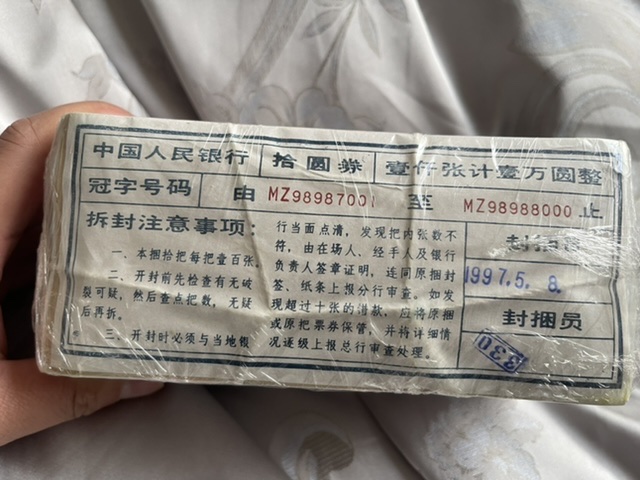 中国人民银行 拾圆券 壹仟张计壹万圆整
冠字号码 由 MZ98987001 至 MZ98988000 止
拆封注意事项：
一、本捆拾把每把壹百张。
二、开封前先检查有无破
裂可疑，然后查点把数，无疑
后再拆。
三、开封时必须与当地银
行当面点清，发现把内张数不
符，由在场人、经手人及银行
负责人签章证明，连同原捆封
签、纸条上报分行审查。如发
现超过十张的潜款，应将原捆
或原把票券保管，并将详细情
况逐级上报总行审查处理。
封捆
1997.5.8.
封捆员
330